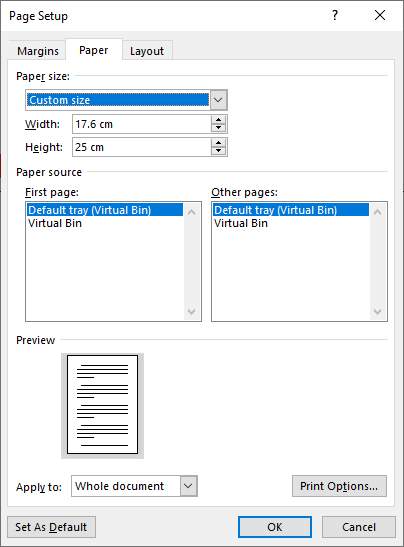 Page Setup
Margins
Paper
Layout
Paper size:
Custom size
Width:
17.6 cm
Height:
25 cm
Paper source
First page:
Other pages:
Default tray (Virtual Bin)
Default tray (Virtual Bin)
Virtual Bin
Virtual Bin
Preview
Apply to:
Whole document
Print Options...
Set As Default
OK
Cancel